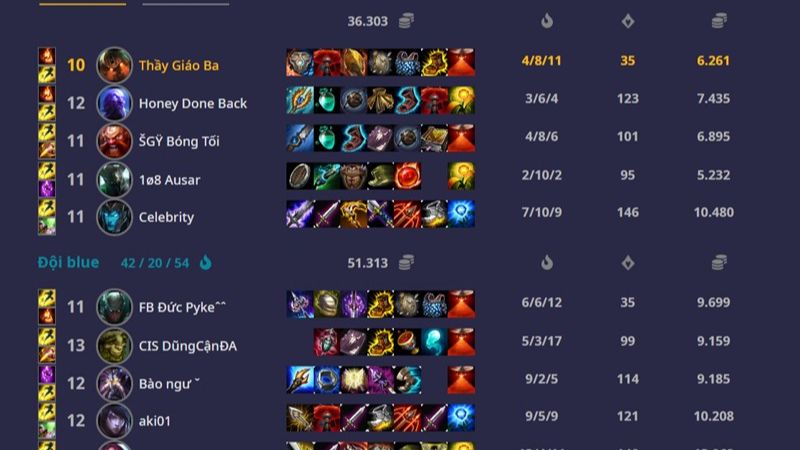 36.303
10 Thầy Giáo Ba 4/8/11 35 6.261
12 Honey Done Back 3/6/4 123 7.435
11 ŠGŸ Bóng Tối 4/8/6 101 6.895
11 1ø8 Ausar 2/10/2 95 5.232
11 Celebrity 7/10/9 146 10.480
Đội blue 42 / 20 / 54 51.313
11 FB Đức Pykeˆˆ 6/6/12 35 9.699
13 CIS DũngCậnĐA 5/3/17 99 9.159
12 Bào ngư ˇ 9/2/5 114 9.185
12 aki01 9/5/9 121 10.208